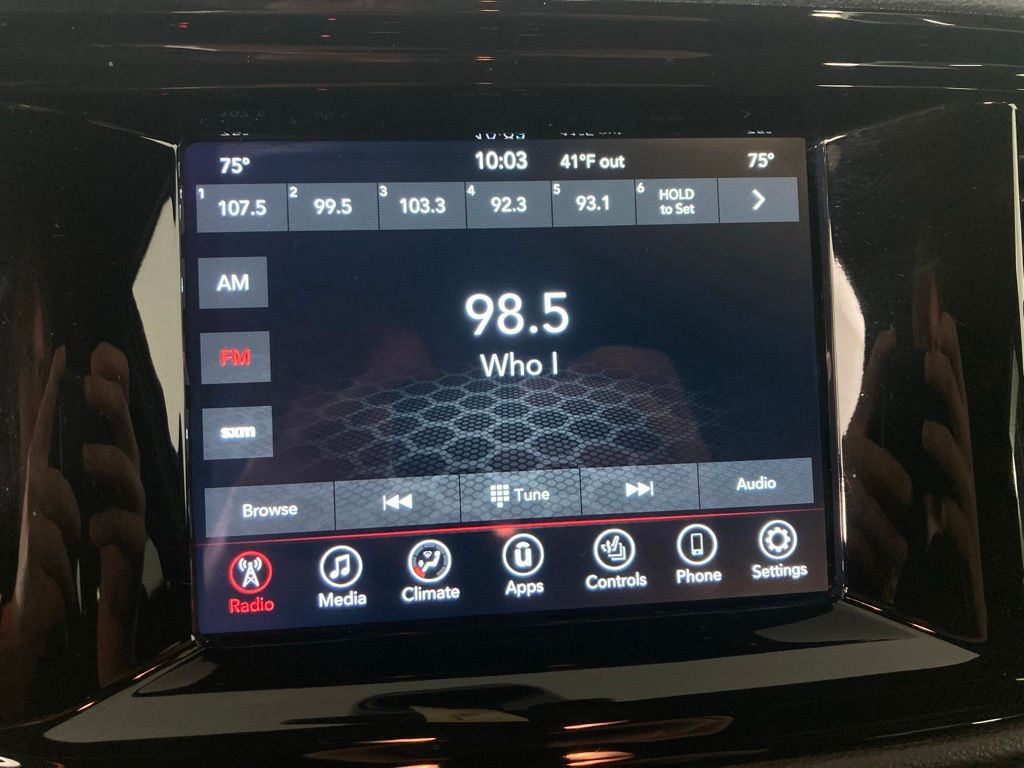 75° 10:03 41°F out 75°
1 107.5 2 99.5 3 103.3 4 92.3 5 93.1 6 HOLD to Set
AM
98.5
Who I
FM
sxm
Browse Tune Audio
Radio Media Climate Apps Controls Phone Settings